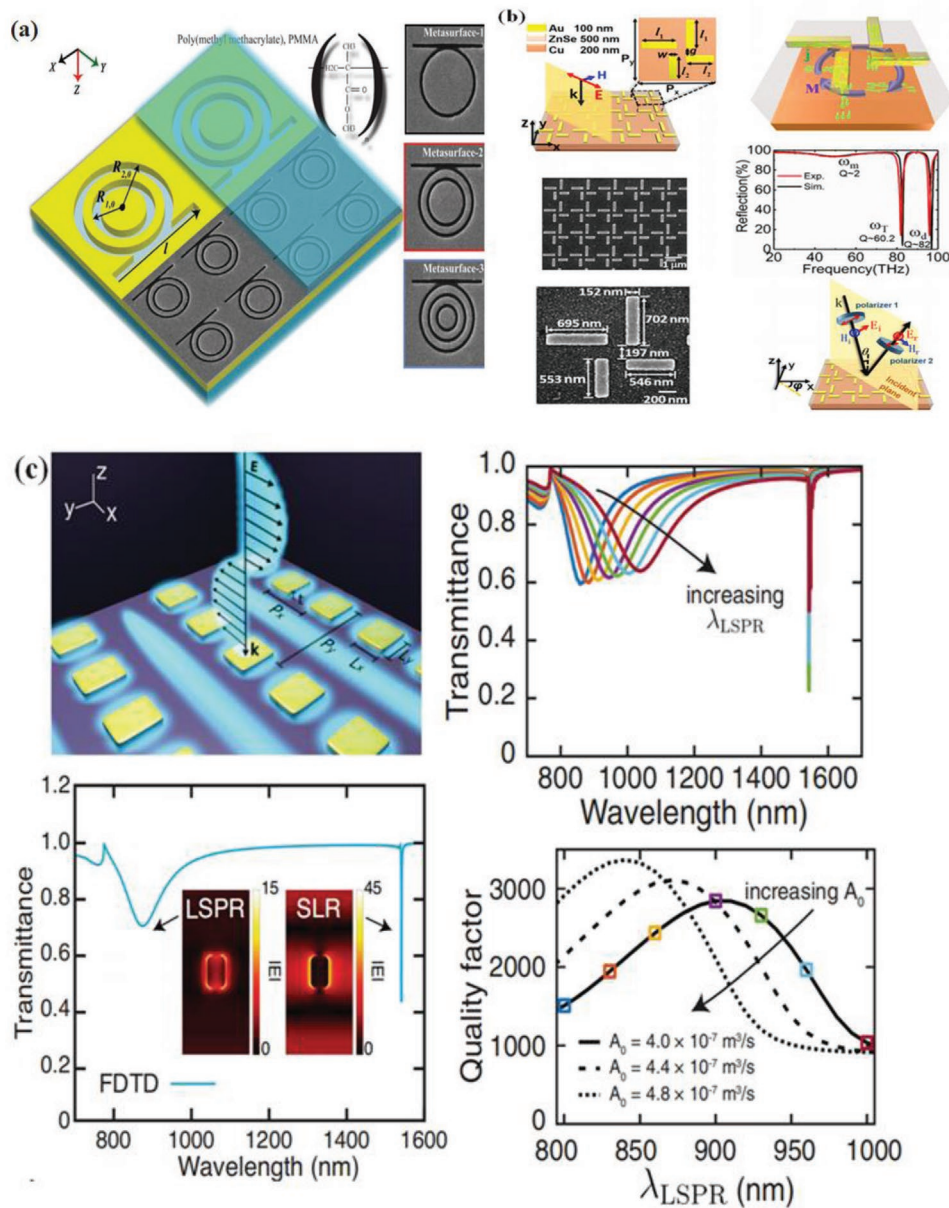 (a)
X
Y
Z
Poly(methyl methacrylate), PMMA
R1,0
R2,0
l
Metasurface-1
Metasurface-2
Metasurface-3
(b)
Au 100 nm
ZnSe 500 nm
Cu 200 nm
H
E
k
z
y
x
Py
Px
l1
l1
w
g
l2
l2
j
M
1 μm
Reflection(%)
100
80
60
40
20
0
Exp.
Sim.
ωm
Q~2
ωT
Q~60.2
ωd
Q~82
20 40 60 80 100
Frequency(THz)
152 nm
695 nm
702 nm
197 nm
553 nm
546 nm
200 nm
k
polarizer 1
Ei
Hi
Er
Hr
polarizer 2
θ
Incident plane
z
y
φ
x
(c)
z
y
x
E
k
Px
Py
Lx
Ly
Transmittance
1.0
0.8
0.6
0.4
0.2
0
increasing
λLSPR
800 1000 1200 1400 1600
Wavelength (nm)
Transmittance
1.2
1.0
0.8
0.6
0.4
0.2
0
LSPR
15
|E|
0
SLR
45
|E|
0
FDTD
800 1000 1200 1400 1600
Wavelength (nm)
Quality factor
3000
2000
1000
0
increasing A0
A0 = 4.0 × 10-7 m3/s
A0 = 4.4 × 10-7 m3/s
A0 = 4.8 × 10-7 m3/s
800 850 900 950 1000
λLSPR (nm)